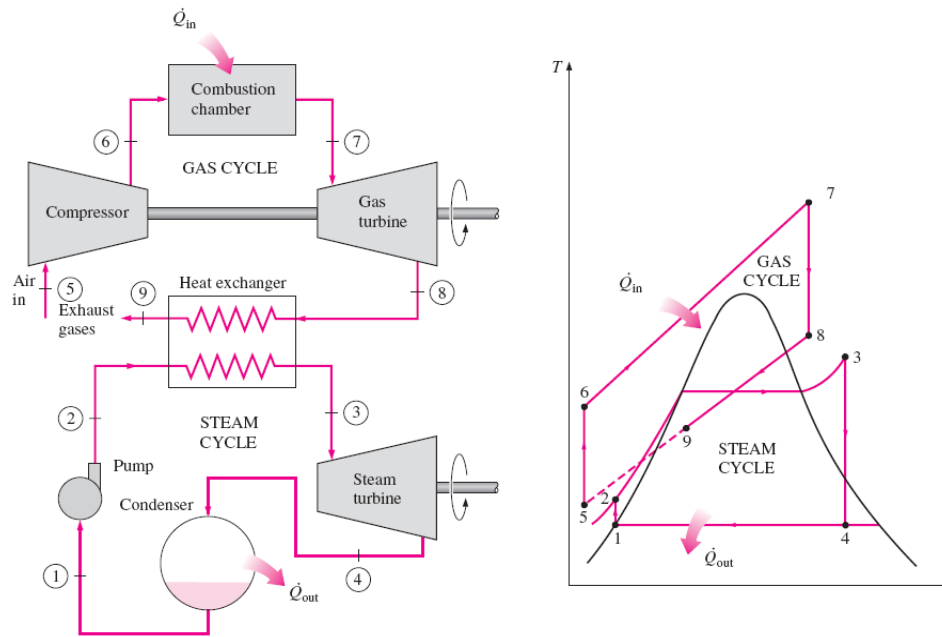 Q̇in
Combustion
chamber
6
7
GAS CYCLE
Compressor
Gas
turbine
Air
in
5
9
Heat exchanger
8
Exhaust
gases
2
3
STEAM
CYCLE
Pump
Condenser
Steam
turbine
1
4
Q̇out
T
7
GAS
CYCLE
Q̇in
8
3
6
9
STEAM
CYCLE
2
5
1
4
Q̇out